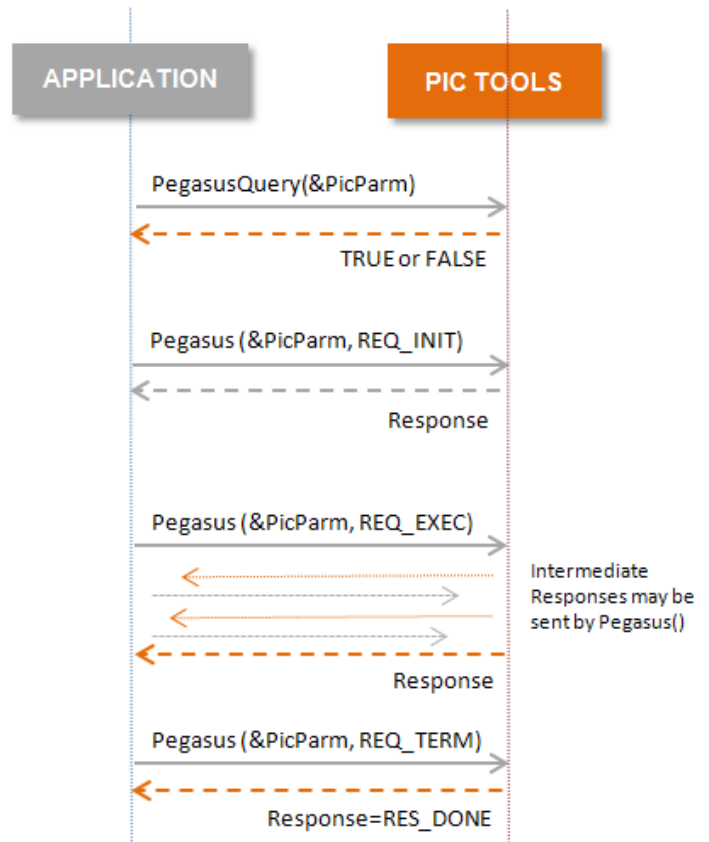 APPLICATION
PIC TOOLS
PegasusQuery(&PicParm)
TRUE or FALSE
Pegasus (&PicParm, REQ_INIT)
Response
Pegasus (&PicParm, REQ_EXEC)
Intermediate
Responses may be
sent by Pegasus()
Response
Pegasus (&PicParm, REQ_TERM)
Response=RES_DONE